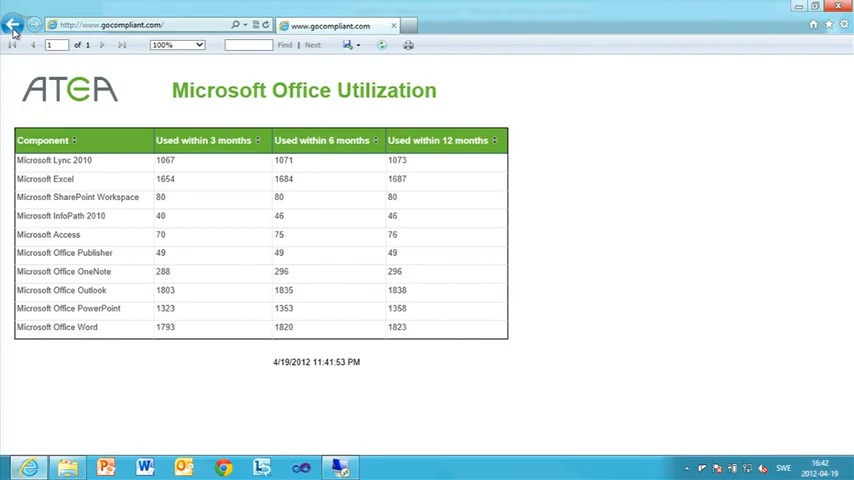 http://www.gocompliant.com/
www.gocompliant.com
1 of 1 100% Find | Next
ATEA Microsoft Office Utilization
Component Used within 3 months Used within 6 months Used within 12 months
Microsoft Lync 2010 1067 1071 1073
Microsoft Excel 1654 1684 1687
Microsoft SharePoint Workspace 80 80 80
Microsoft InfoPath 2010 40 46 46
Microsoft Access 70 75 76
Microsoft Office Publisher 49 49 49
Microsoft Office OneNote 288 296 296
Microsoft Office Outlook 1803 1835 1838
Microsoft Office PowerPoint 1323 1353 1358
Microsoft Office Word 1793 1820 1823
4/19/2012 11:41:53 PM
SWE
16:42
2012-04-19